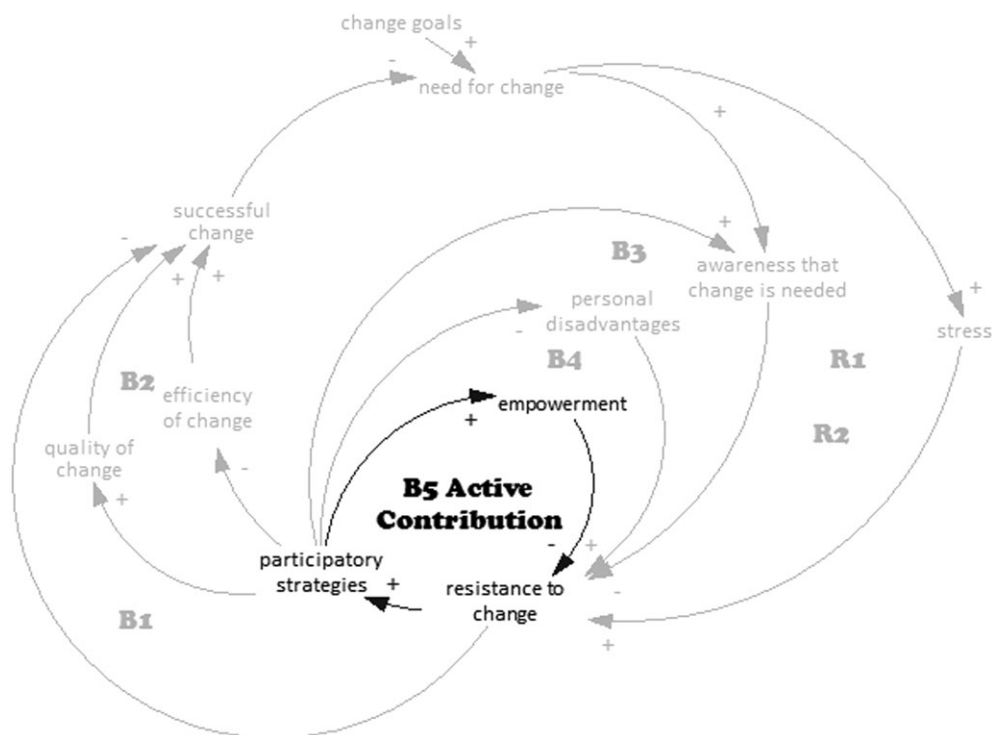 change goals
+
-
need for change
+
successful
change
-
+
+
+
B3
awareness that
change is needed
personal
disadvantages
-
+
stress
B2
B4
R1
efficiency
of change
empowerment
+
R2
quality of
change
-
+
B5 Active
Contribution
-
+
participatory
strategies
+
resistance to
change
-
B1
+